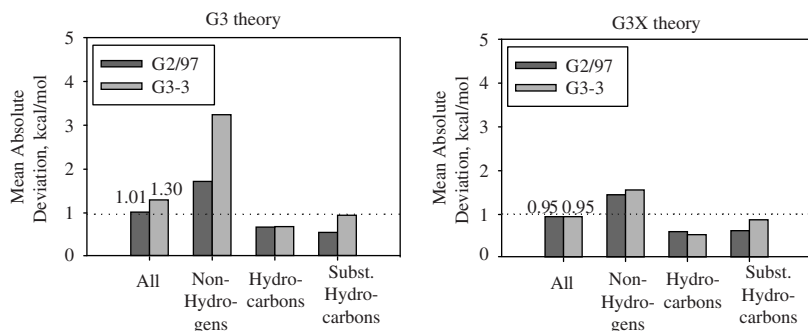 G3 theory
Mean Absolute
Deviation, kcal/mol
5
4
3
2
1
0
G2/97
G3-3
1.01 1.30
All
Non-
Hydro-
gens
Hydro-
carbons
Subst.
Hydro-
carbons
G3X theory
Mean Absolute
Deviation, kcal/mol
5
4
3
2
1
0
G2/97
G3-3
0.95 0.95
All
Non-
Hydro-
gens
Hydro-
carbons
Subst.
Hydro-
carbons